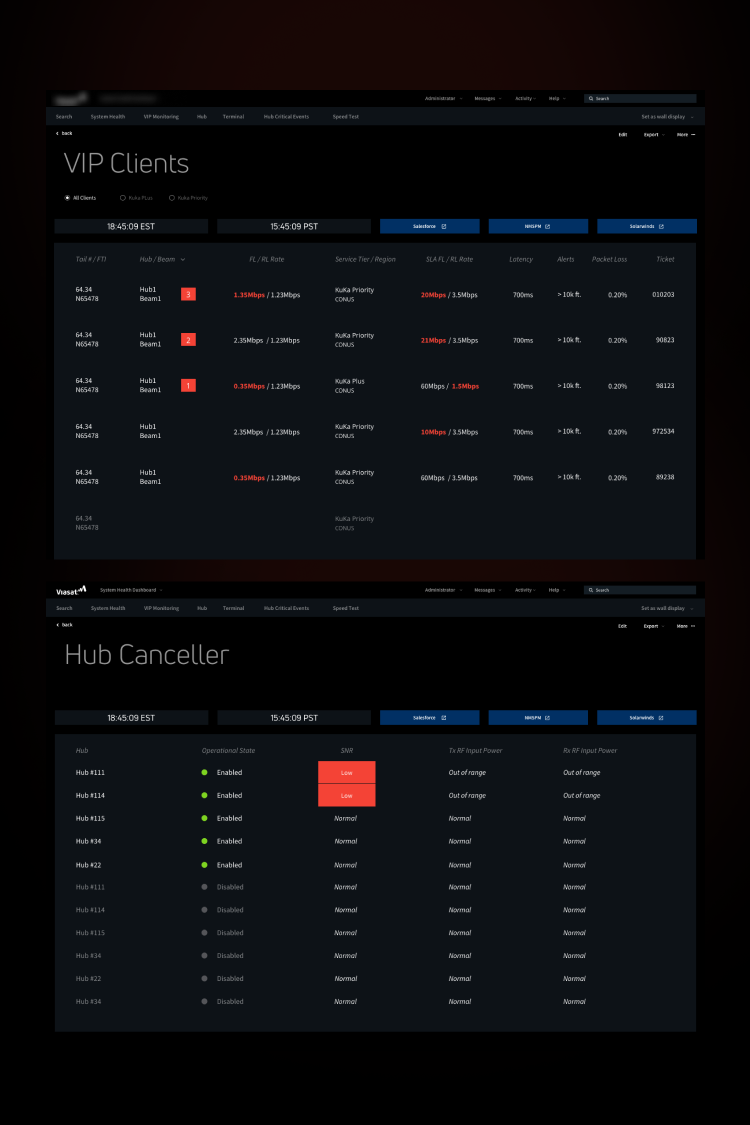 Administrator Messages Activity Help Search
Search System Health VIP Monitoring Hub Terminal Hub Critical Events Speed Test Set as wall display
back Edit Export More
VIP Clients
All Clients Kuka PLus Kuka Priority
18:45:09 EST 15:45:09 PST Salesforce NMSPM Solarwinds
Tail # / FTI Hub / Beam FL / RL Rate Service Tier / Region SLA FL / RL Rate Latency Alerts Packet Loss Ticket
64.34 Hub1 3 1.35Mbps / 1.23Mbps KuKa Priority 20Mbps / 3.5Mbps 700ms > 10k ft. 0.20% 010203
N65478 Beam1 CONUS
64.34 Hub1 2 2.35Mbps / 1.23Mbps KuKa Priority 21Mbps / 3.5Mbps 700ms > 10k ft. 0.20% 90823
N65478 Beam1 CONUS
64.34 Hub1 1 0.35Mbps / 1.23Mbps KuKa Plus 60Mbps / 1.5Mbps 700ms > 10k ft. 0.20% 98123
N65478 Beam1 CONUS
64.34 Hub1 2.35Mbps / 1.23Mbps KuKa Priority 10Mbps / 3.5Mbps 700ms > 10k ft. 0.20% 972534
N65478 Beam1 CONUS
64.34 Hub1 0.35Mbps / 1.23Mbps KuKa Priority 60Mbps / 3.5Mbps 700ms > 10k ft. 0.20% 89238
N65478 Beam1 CONUS
64.34 KuKa Priority
N65478 CONUS
Viasat System Health Dashboard Administrator Messages Activity Help Search
Search System Health VIP Monitoring Hub Terminal Hub Critical Events Speed Test Set as wall display
back Edit Export More
Hub Canceller
18:45:09 EST 15:45:09 PST Salesforce NMSPM Solarwinds
Hub Operational State SNR Tx RF Input Power Rx RF Input Power
Hub #111 Enabled Low Out of range Out of range
Hub #114 Enabled Low Out of range Out of range
Hub #115 Enabled Normal Normal Normal
Hub #34 Enabled Normal Normal Normal
Hub #22 Enabled Normal Normal Normal
Hub #111 Disabled Normal Normal Normal
Hub #114 Disabled Normal Normal Normal
Hub #115 Disabled Normal Normal Normal
Hub #34 Disabled Normal Normal Normal
Hub #22 Disabled Normal Normal Normal
Hub #34 Disabled Normal Normal Normal